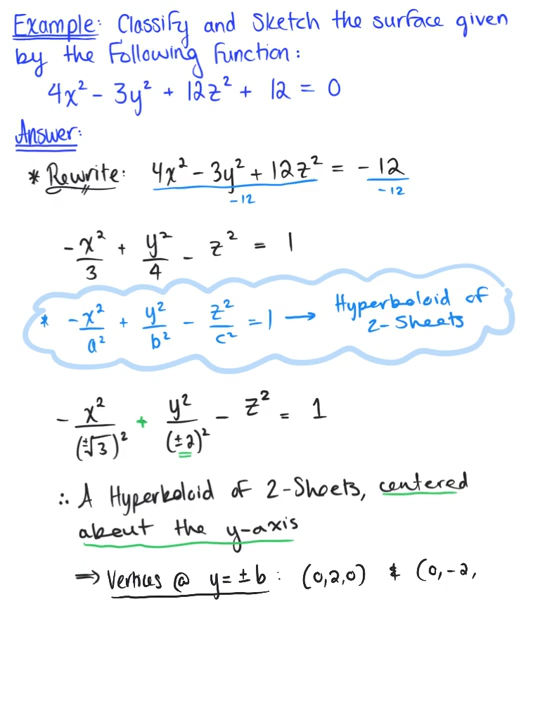 Example: Classify and Sketch the surface given
by the Following Function:
4x² - 3y² + 12z² + 12 = 0
Answer:
* Rewrite: 4x² - 3y² + 12z² / -12 = -12 / -12
-x²/3 + y²/4 - z² = 1
* -x²/a² + y²/b² - z²/c² = 1 → Hyperboloid of
2-Sheets
- x²/(±√3)² + y²/(±2)² - z² = 1
∴ A Hyperboloid of 2-Sheets, centered
about the y-axis
⇒ Vertices @ y = ± b : (0,2,0) & (0,-2,